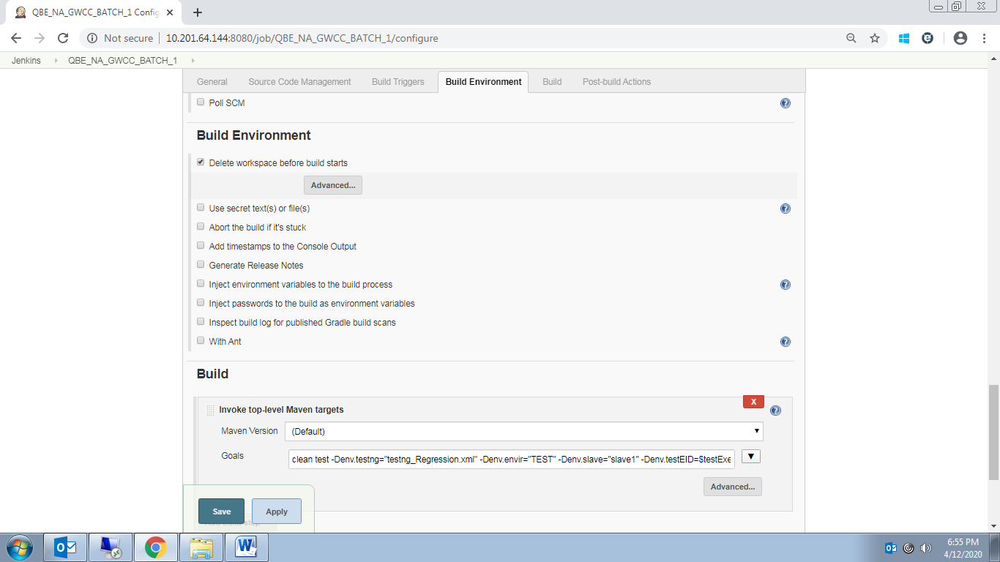 QBE_NA_GWCC_BATCH_1 Config
Not secure
10.201.64.144:8080/job/QBE_NA_GWCC_BATCH_1/configure
Jenkins
QBE_NA_GWCC_BATCH_1
General
Source Code Management
Build Triggers
Build Environment
Build
Post-build Actions
Poll SCM
Build Environment
Delete workspace before build starts
Advanced...
Use secret text(s) or file(s)
Abort the build if it's stuck
Add timestamps to the Console Output
Generate Release Notes
Inject environment variables to the build process
Inject passwords to the build as environment variables
Inspect build log for published Gradle build scans
With Ant
Build
X
Invoke top-level Maven targets
Maven Version
(Default)
Goals
clean test -Denv.testng="testng_Regression.xml" -Denv.envir="TEST" -Denv.slave="slave1" -Denv.testEID=$testExe
Advanced...
Save
Apply
6:55 PM
4/12/2020